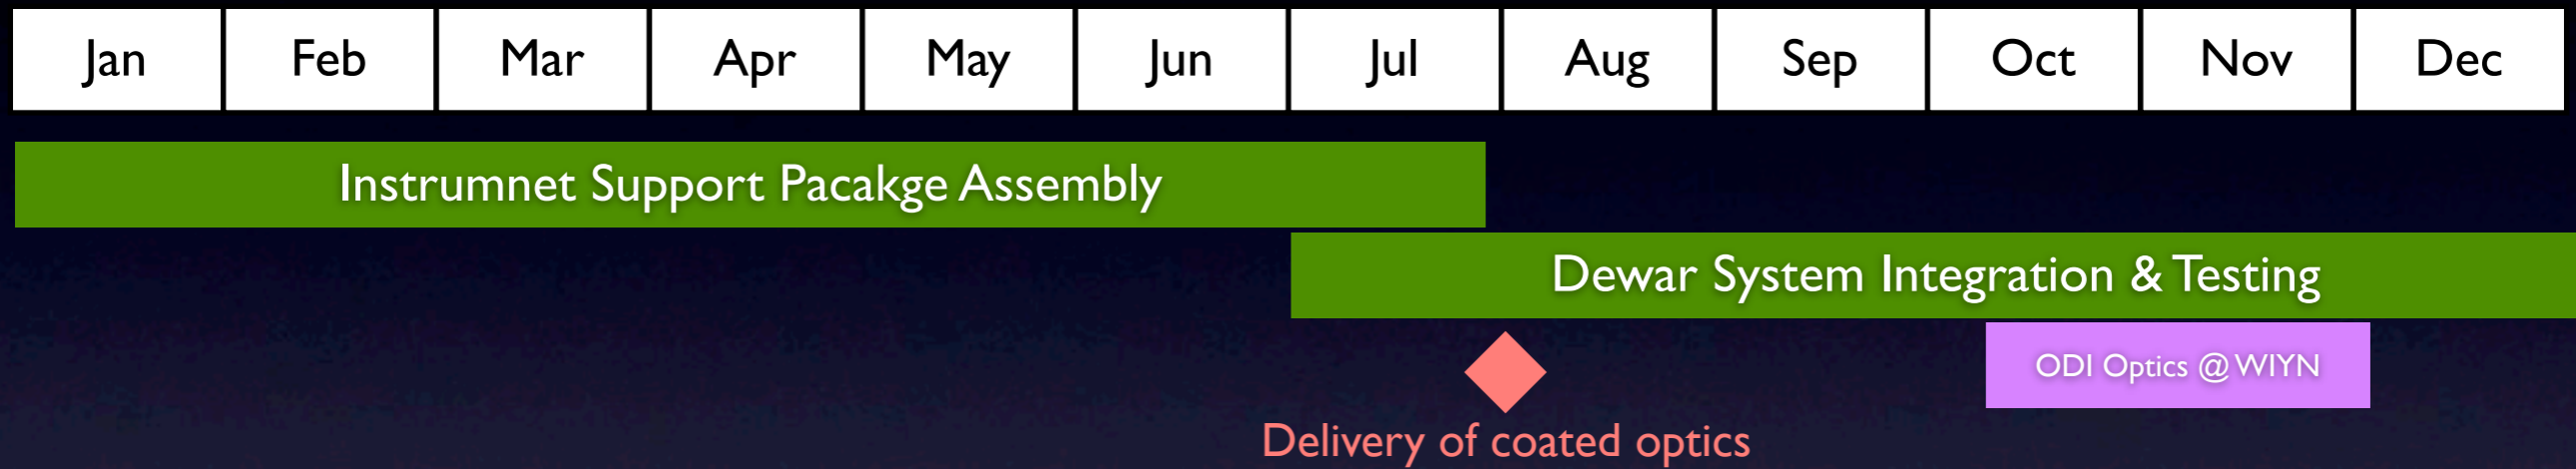 Jan Feb Mar Apr May Jun Jul Aug Sep Oct Nov Dec
Instrumnet Support Pacakge Assembly
Dewar System Integration & Testing
ODI Optics @ WIYN
Delivery of coated optics